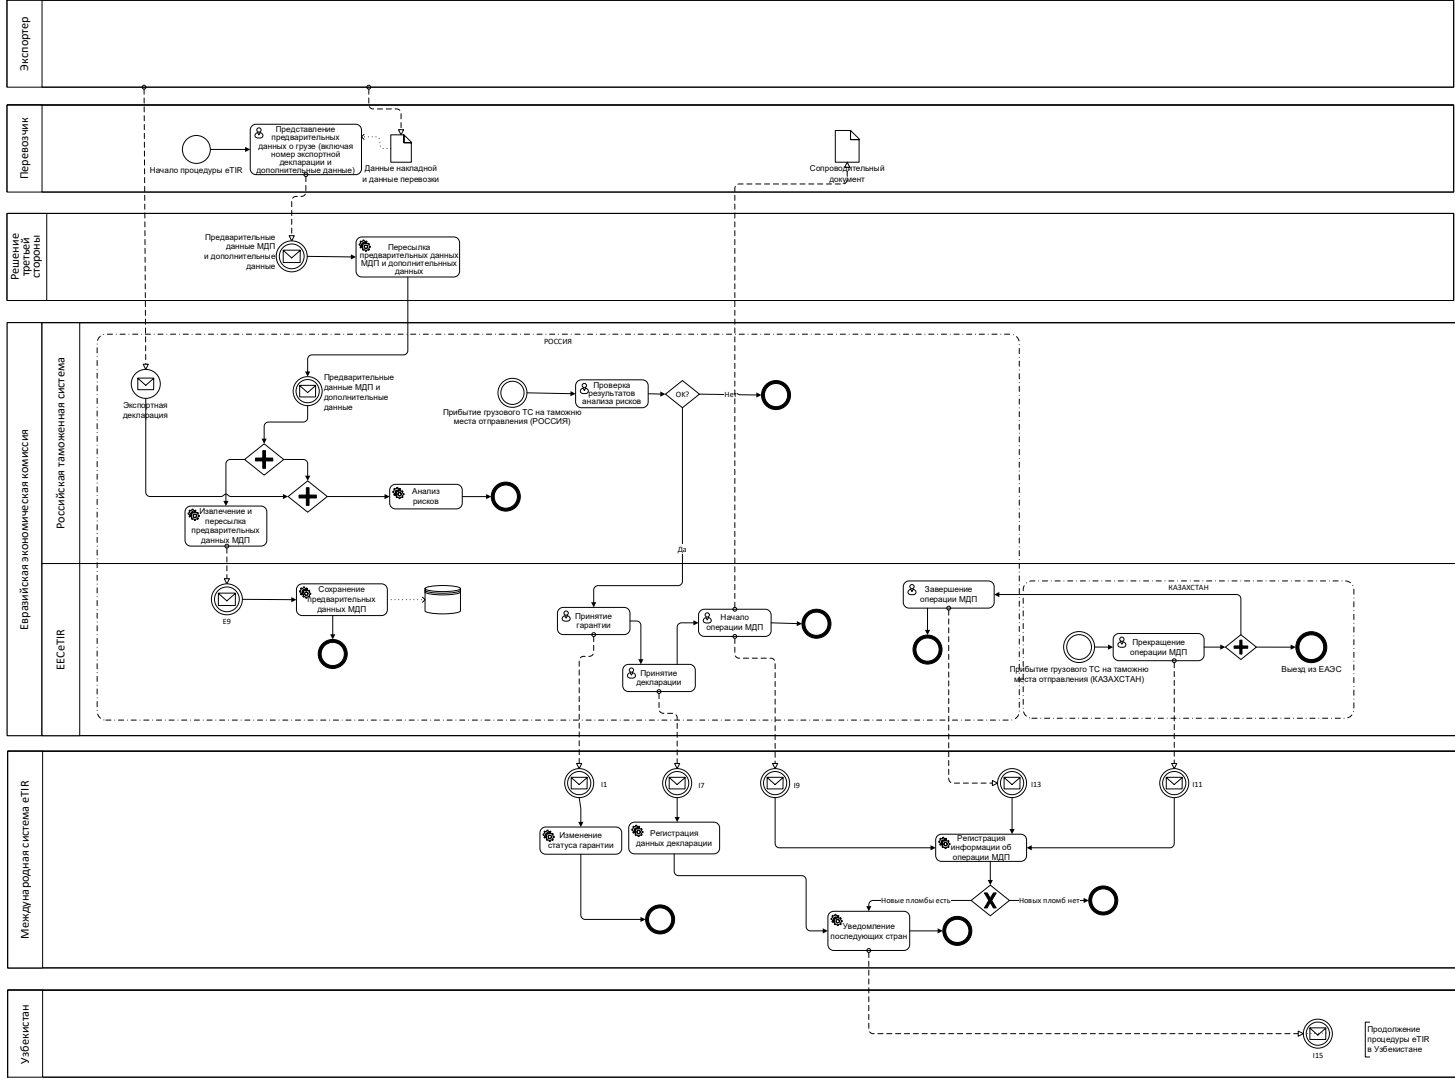 Экспортер
Перевозчик
Начало процедуры eTIR
Представление
предварительных
данных о грузе (включая
номер экспортной
декларации и
дополнительные данные)
Данные накладной
и данные перевозки
Сопроводительный
документ
Решение
третьей
стороны
Предварительные
данные МДП
и дополнительные
данные
Пересылка
предварительных данных
МДП и дополнительных
данных
Евразийская экономическая комиссия
Российская таможенная система
РОССИЯ
Экспортная
декларация
Предварительные
данные МДП и
дополнительные
данные
Прибытие грузового ТС на таможню
места отправления (РОССИЯ)
Проверка
результатов
анализа рисков
ОК?
Нет
Да
Анализ
рисков
Извлечение и
пересылка
предварительных
данных МДП
EECeTIR
E9
Сохранение
предварительных
данных МДП
Принятие
гарантии
Принятие
декларации
Начало
операции МДП
Завершение
операции МДП
КАЗАХСТАН
Прибытие грузового ТС на таможню
места отправления (КАЗАХСТАН)
Прекращение
операции МДП
Выезд из ЕАЭС
Международная система eTIR
I1
I7
I9
I13
I11
Изменение
статуса гарантии
Регистрация
данных декларации
Регистрация
информации об
операции МДП
Новые пломбы есть
Новых пломб нет
Уведомление
последующих стран
Узбекистан
I15
Продолжение
процедуры eTIR
в Узбекистане